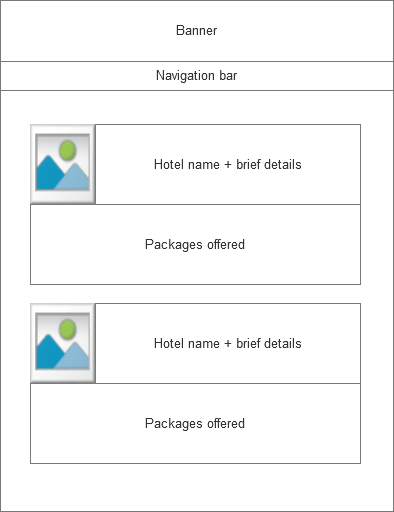 Banner
Navigation bar
Hotel name + brief details
Packages offered
Hotel name + brief details
Packages offered